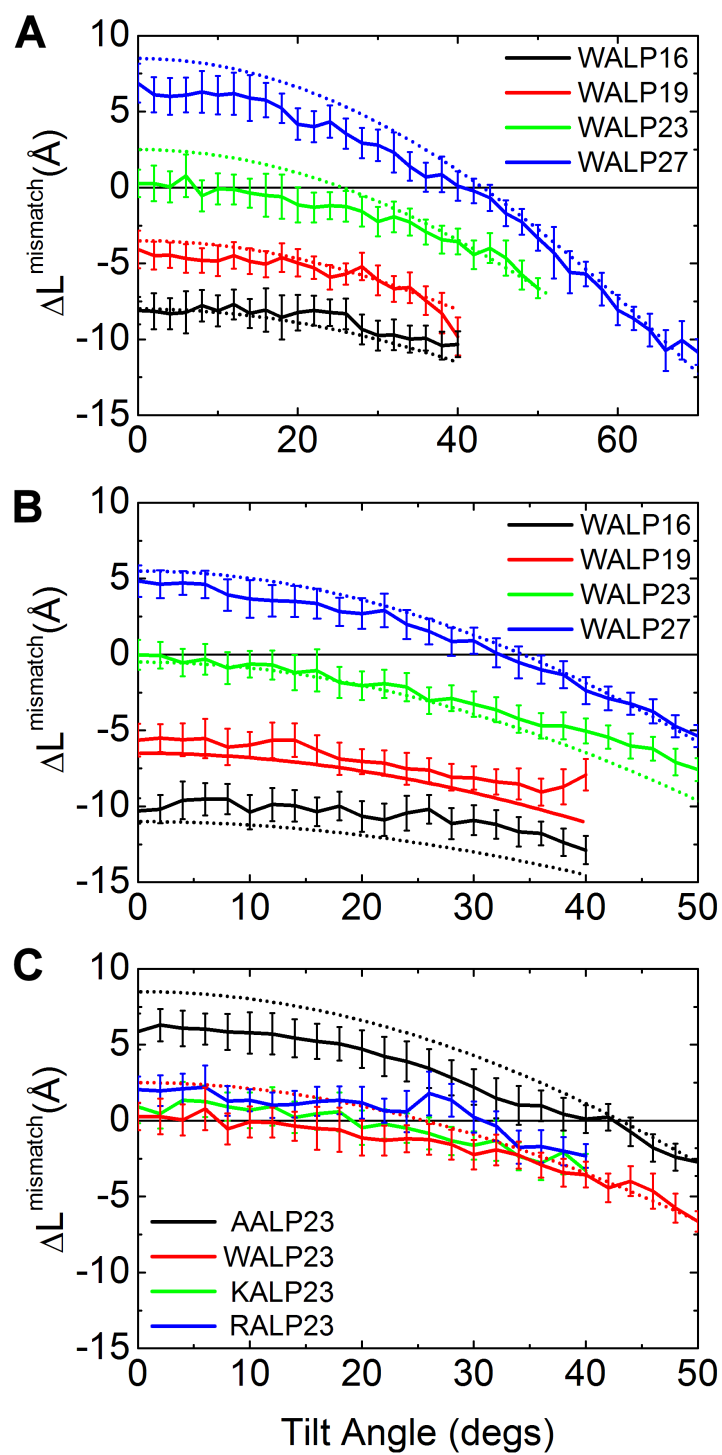 A
10
5
0
-5
-10
-15
ΔL mismatch(Å)
WALP16
WALP19
WALP23
WALP27
0 20 40 60
B
10
5
0
-5
-10
-15
ΔL mismatch(Å)
WALP16
WALP19
WALP23
WALP27
0 10 20 30 40 50
C
10
5
0
-5
-10
-15
ΔL mismatch(Å)
AALP23
WALP23
KALP23
RALP23
0 10 20 30 40 50
Tilt Angle (degs)